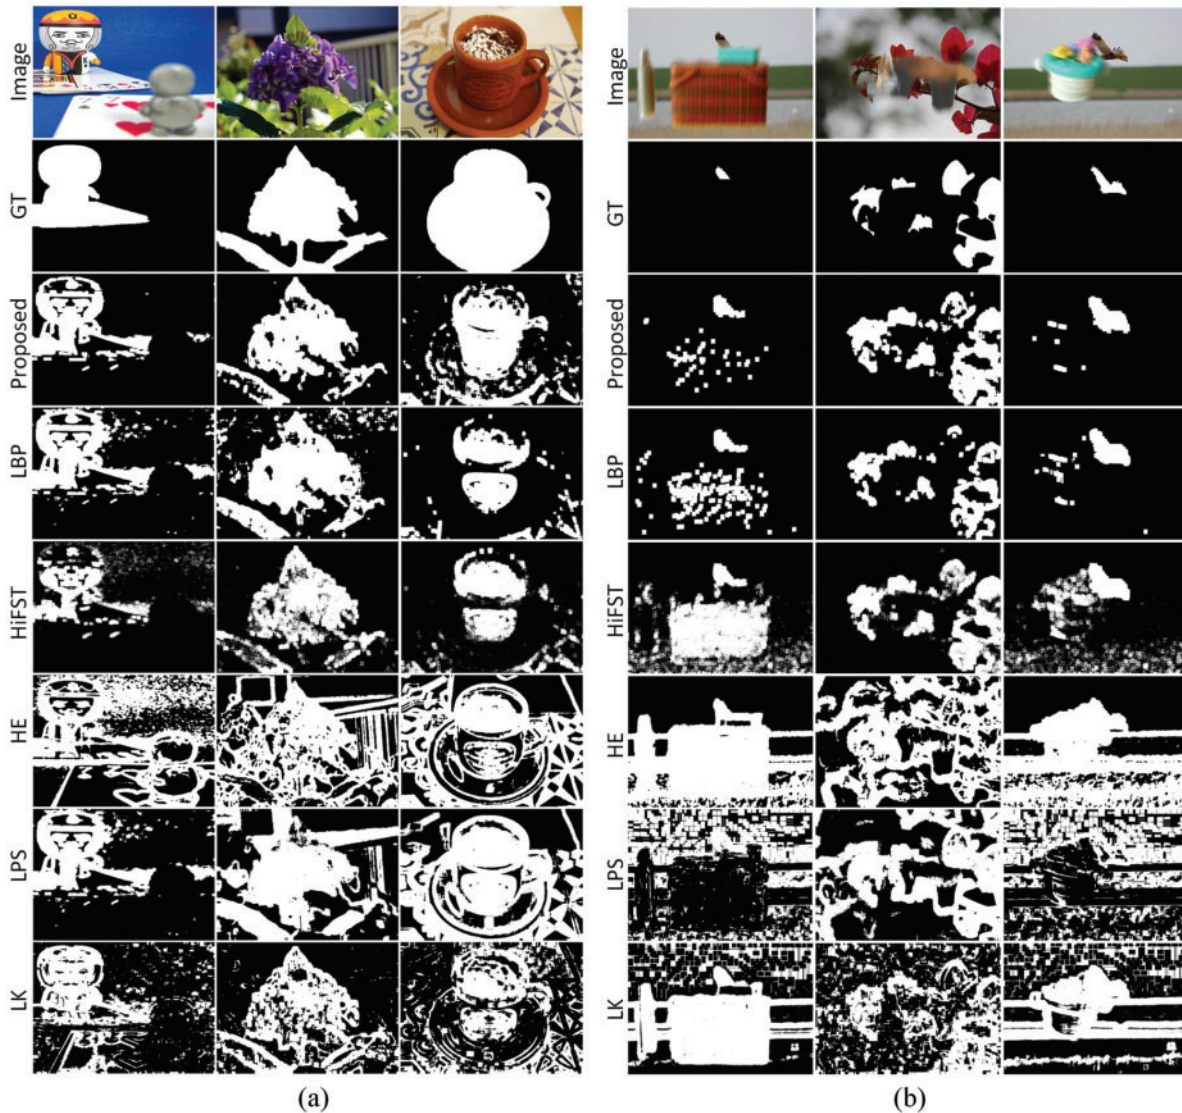 Image
GT
Proposed
LBP
HiFST
HE
LPS
LK
(a)
Image
GT
Proposed
LBP
HiFST
HE
LPS
LK
(b)